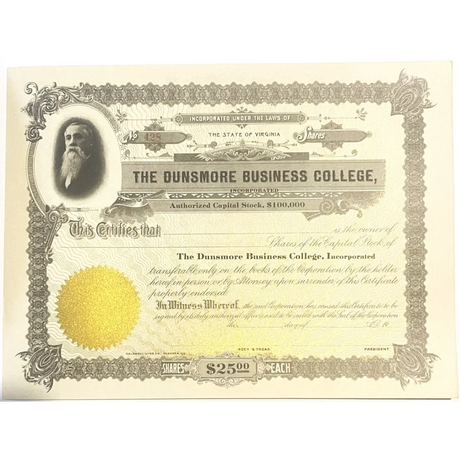 INCORPORATED UNDER THE LAWS OF
No 435 THE STATE OF VIRGINIA Shares
THE DUNSMORE BUSINESS COLLEGE,
INCORPORATED
Authorized Capital Stock, $100,000
This Certifies that is the owner of
Shares of the Capital Stock of
The Dunsmore Business College, Incorporated
transferable only on the books of the Corporation by the holder
hereof in person or by Attorney upon surrender of this Certificate
properly endorsed.
In Witness Whereof, the said Corporation has caused this Certificate to be
signed by its duly authorized officers and to be sealed with the Seal of the Corporation
this day of A.D. 19
SECY & TREAS. PRESIDENT
SHARES $25.00 EACH